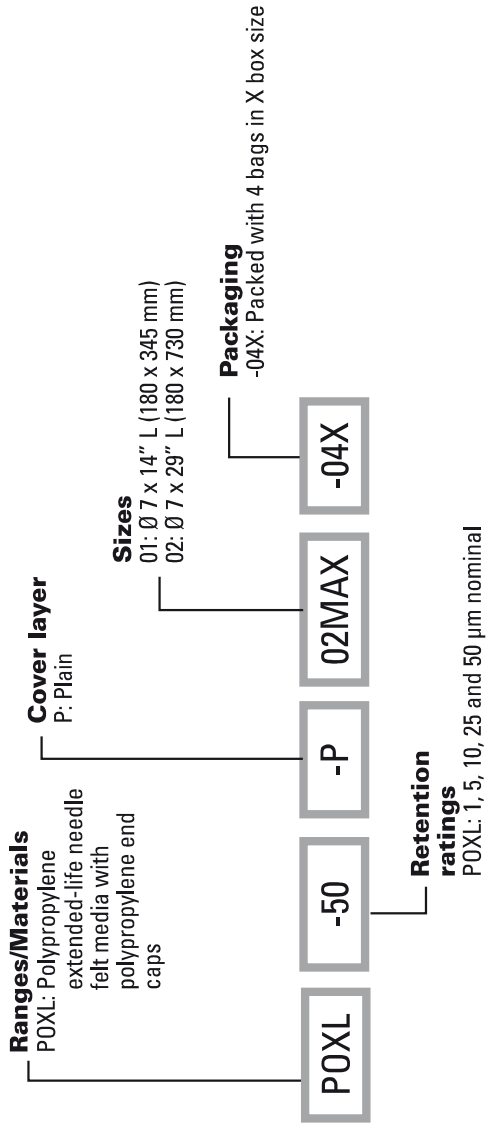 Ranges/Materials
POXL: Polypropylene
extended-life needle
felt media with
polypropylene end
caps
Cover layer
P: Plain
Sizes
01: Ø 7 x 14” L (180 x 345 mm)
02: Ø 7 x 29” L (180 x 730 mm)
Packaging
-04X: Packed with 4 bags in X box size
POXL
-50
-P
02MAX
-04X
Retention
ratings
POXL: 1, 5, 10, 25 and 50 µm nominal